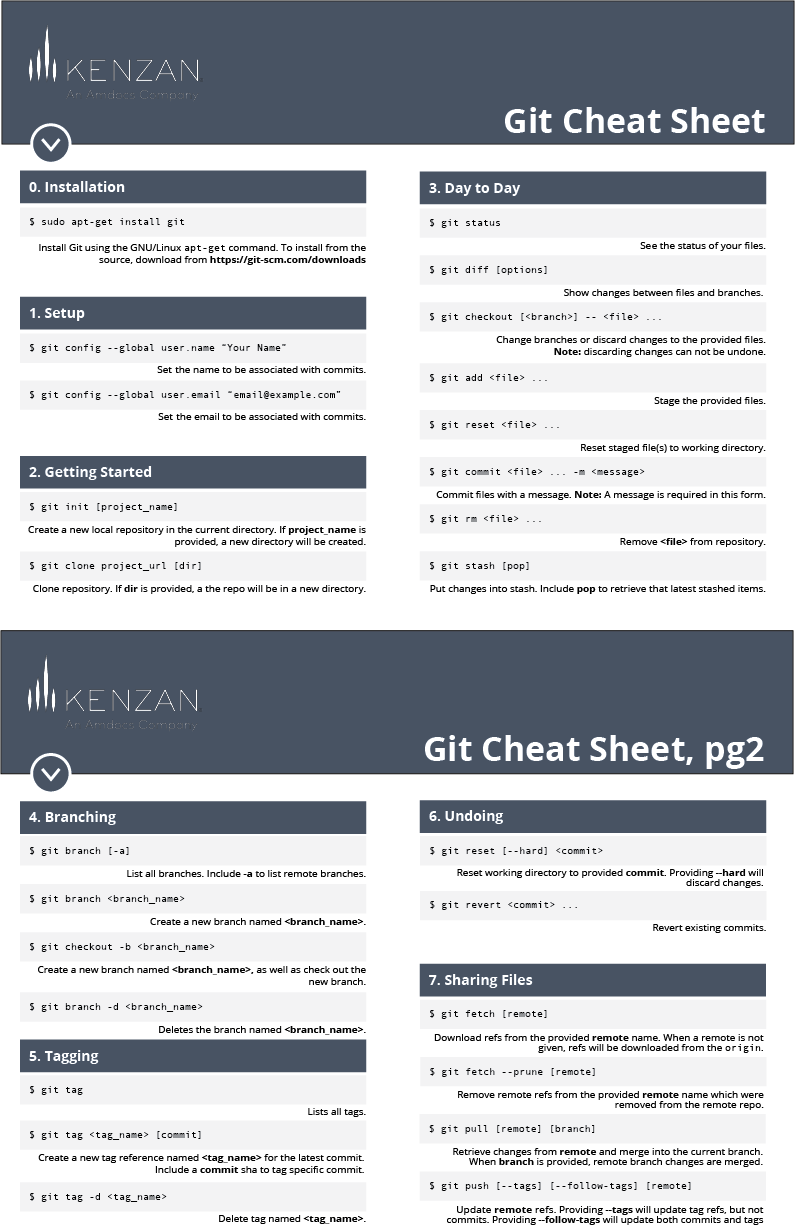 KENZAN
An Amdocs Company
Git Cheat Sheet
0. Installation
$ sudo apt-get install git
Install Git using the GNU/Linux apt-get command. To install from the
source, download from https://git-scm.com/downloads
1. Setup
$ git config --global user.name "Your Name"
Set the name to be associated with commits.
$ git config --global user.email "email@example.com"
Set the email to be associated with commits.
2. Getting Started
$ git init [project_name]
Create a new local repository in the current directory. If project_name is
provided, a new directory will be created.
$ git clone project_url [dir]
Clone repository. If dir is provided, a the repo will be in a new directory.
3. Day to Day
$ git status
See the status of your files.
$ git diff [options]
Show changes between files and branches.
$ git checkout [<branch>] -- <file> ...
Change branches or discard changes to the provided files.
Note: discarding changes can not be undone.
$ git add <file> ...
Stage the provided files.
$ git reset <file> ...
Reset staged file(s) to working directory.
$ git commit <file> ... -m <message>
Commit files with a message. Note: A message is required in this form.
$ git rm <file> ...
Remove <file> from repository.
$ git stash [pop]
Put changes into stash. Include pop to retrieve that latest stashed items.
KENZAN
An Amdocs Company
Git Cheat Sheet, pg2
4. Branching
$ git branch [-a]
List all branches. Include -a to list remote branches.
$ git branch <branch_name>
Create a new branch named <branch_name>.
$ git checkout -b <branch_name>
Create a new branch named <branch_name>, as well as check out the
new branch.
$ git branch -d <branch_name>
Deletes the branch named <branch_name>.
5. Tagging
$ git tag
Lists all tags.
$ git tag <tag_name> [commit]
Create a new tag reference named <tag_name> for the latest commit.
Include a commit sha to tag specific commit.
$ git tag -d <tag_name>
Delete tag named <tag_name>.
6. Undoing
$ git reset [--hard] <commit>
Reset working directory to provided commit. Providing --hard will
discard changes.
$ git revert <commit> ...
Revert existing commits.
7. Sharing Files
$ git fetch [remote]
Download refs from the provided remote name. When a remote is not
given, refs will be downloaded from the origin.
$ git fetch --prune [remote]
Remove remote refs from the provided remote name which were
removed from the remote repo.
$ git pull [remote] [branch]
Retrieve changes from remote and merge into the current branch.
When branch is provided, remote branch changes are merged.
$ git push [--tags] [--follow-tags] [remote]
Update remote refs. Providing --tags will update tag refs, but not
commits. Providing --follow-tags will update both commits and tags